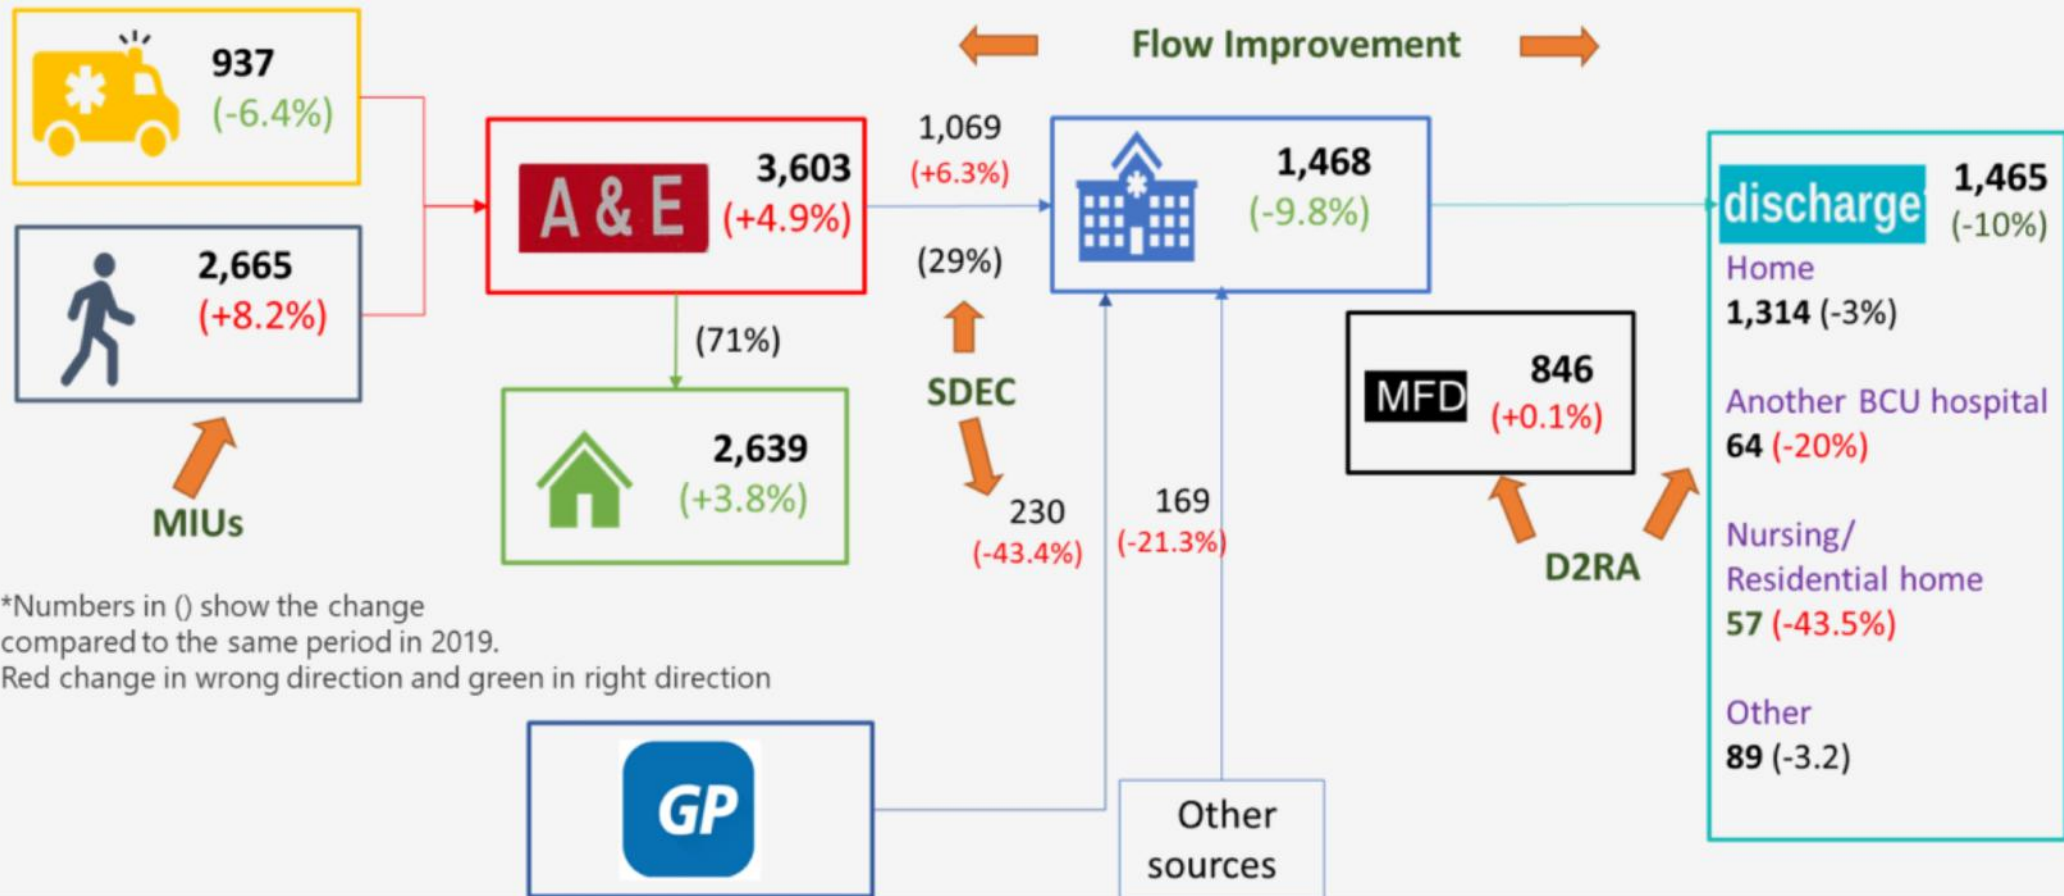 937
(-6.4%)
2,665
(+8.2%)
MIUs
A & E
3,603
(+4.9%)
(71%)
2,639
(+3.8%)
Flow Improvement
1,069
(+6.3%)
(29%)
SDEC
230
(-43.4%)
169
(-21.3%)
1,468
(-9.8%)
MFD
846
(+0.1%)
D2RA
discharge
1,465
(-10%)
Home
1,314 (-3%)
Another BCU hospital
64 (-20%)
Nursing/
Residential home
57 (-43.5%)
Other
89 (-3.2)
*Numbers in () show the change
compared to the same period in 2019.
Red change in wrong direction and green in right direction
GP
Other
sources